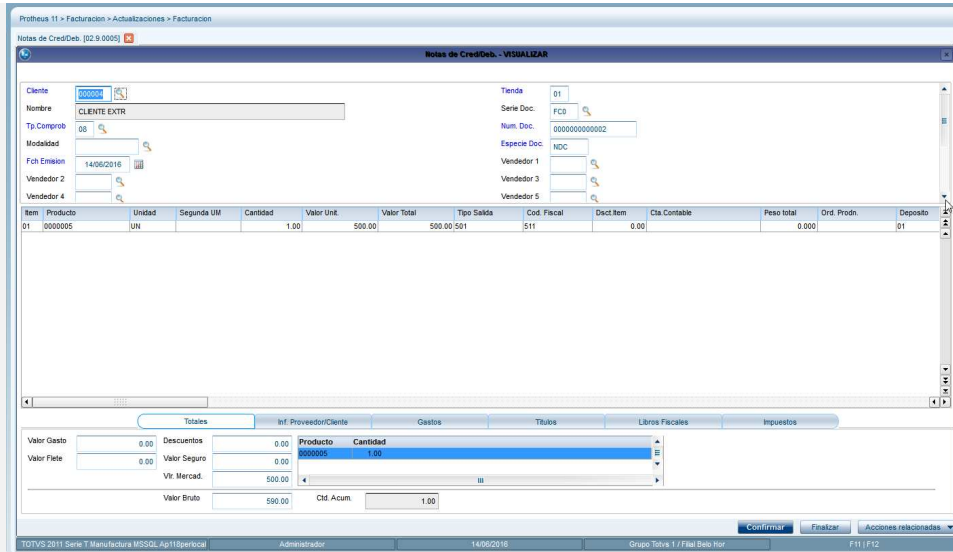 Protheus 11 > Facturacion > Actualizaciones > Facturacion
Notas de Cred/Deb. [02.9.0005]
Notas de Cred/Deb. - VISUALIZAR
Cliente 000004 Tienda 01
Nombre CLIENTE EXTR Serie Doc. FC0
Tp.Comprob 08 Num. Doc. 0000000000002
Modalidad Especie Doc. NDC
Fch Emision 14/06/2016 Vendedor 1
Vendedor 2 Vendedor 3
Vendedor 4 Vendedor 5
Item Producto Unidad Segunda UM Cantidad Valor Unit. Valor Total Tipo Salida Cod. Fiscal Dsct.Item Cta.Contable Peso total Ord. Prodn. Deposito
01 0000005 UN 1.00 500.00 500.00 501 511 0.00 0.000 01
Totales Inf. Proveedor/Cliente Gastos Titulos Libros Fiscales Impuestos
Valor Gasto 0.00 Descuentos 0.00 Producto Cantidad
0000005 1.00
Valor Flete 0.00 Valor Seguro 0.00
Vlr. Mercad. 500.00
Valor Bruto 590.00 Ctd. Acum. 1.00
Confirmar Finalizar Acciones relacionadas
TOTVS 2011 Serie T Manufactura MSSQL Ap118perlocal Administrador 14/06/2016 Grupo Totvs 1 / Filial Belo Hor F11 | F12